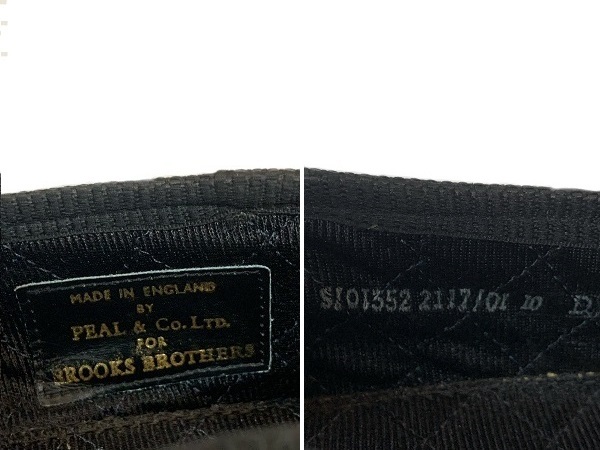 MADE IN ENGLAND
BY
PEAL & Co. LTD.
FOR
BROOKS BROTHERS
S101352 2117/01 10 D